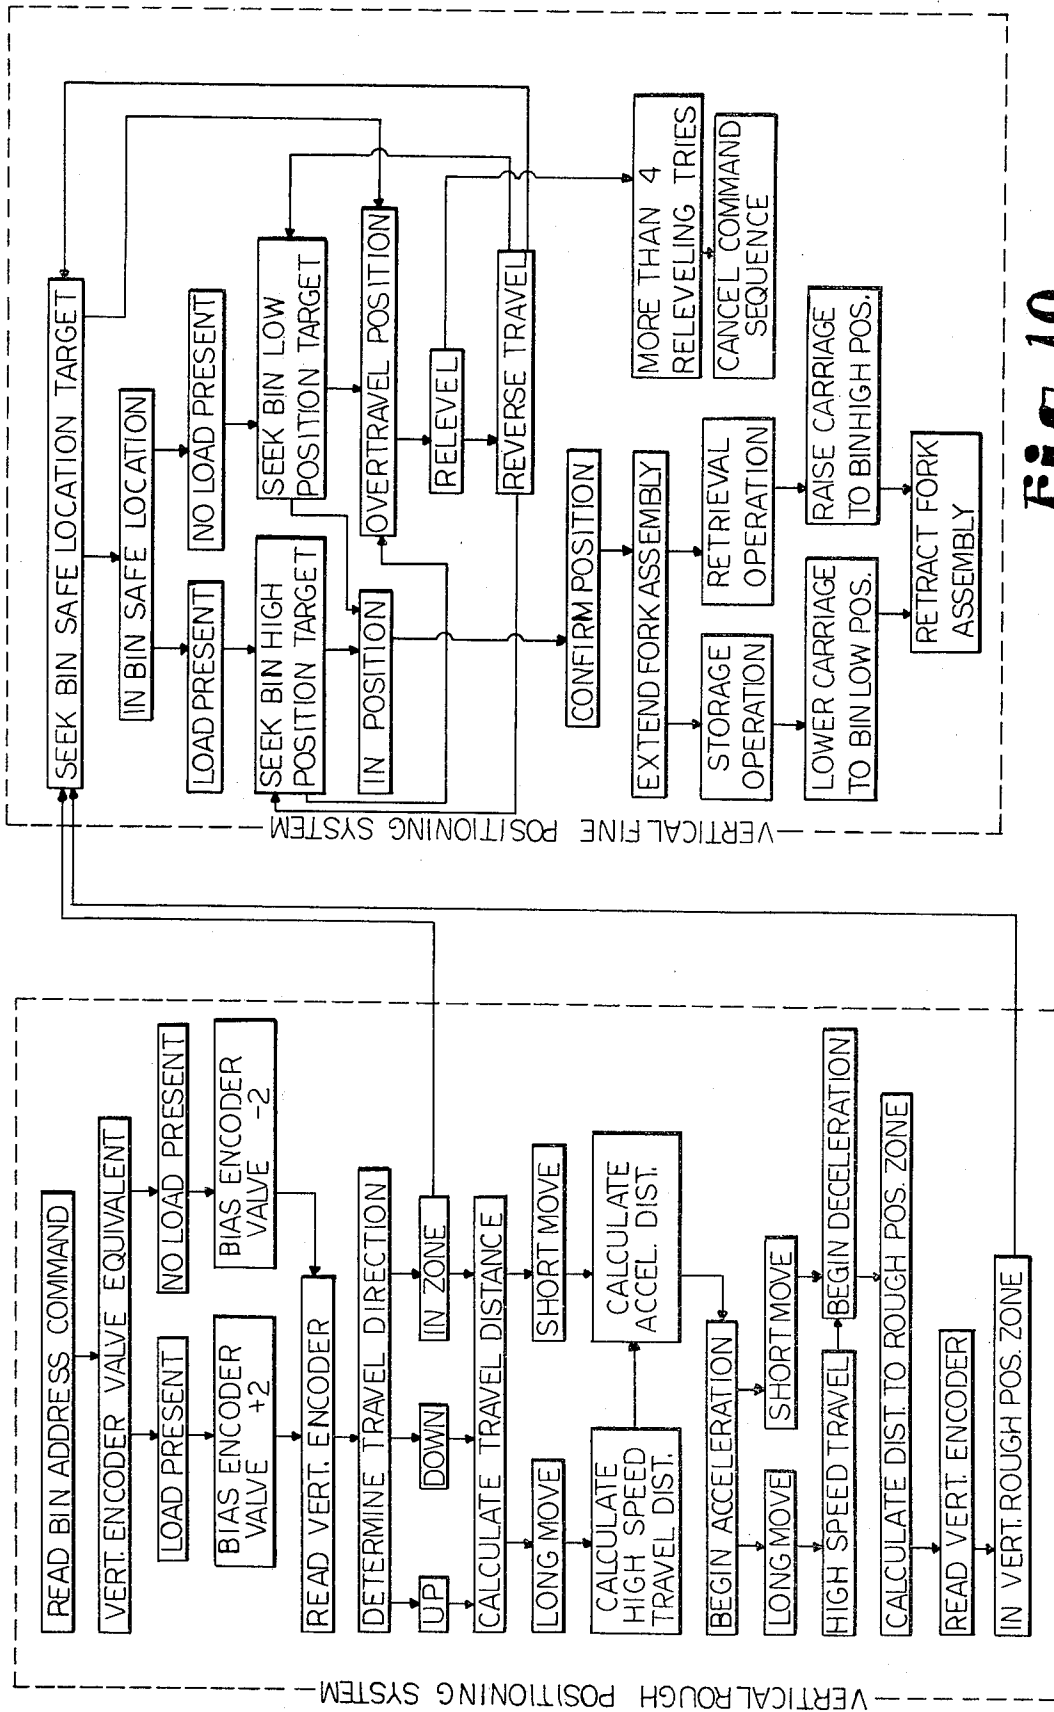 READ BIN ADDRESS COMMAND
VERT. ENCODER VALVE EQUIVALENT
LOAD PRESENT
NO LOAD PRESENT
BIAS ENCODER
VALVE +2
BIAS ENCODER
VALVE -2
READ VERT. ENCODER
DETERMINE TRAVEL DIRECTION
UP
DOWN
IN ZONE
CALCULATE TRAVEL DISTANCE
LONG MOVE
SHORT MOVE
CALCULATE
HIGH SPEED
TRAVEL DIST.
CALCULATE
ACCEL. DIST.
BEGIN ACCELERATION
LONG MOVE
SHORT MOVE
HIGH SPEED TRAVEL
BEGIN DECELERATION
CALCULATE DIST. TO ROUGH POS. ZONE
READ VERT. ENCODER
IN VERT. ROUGH POS. ZONE
VERTICAL ROUGH POSITIONING SYSTEM
SEEK BIN SAFE LOCATION TARGET
IN BIN SAFE LOCATION
LOAD PRESENT
NO LOAD PRESENT
SEEK BIN HIGH
POSITION TARGET
SEEK BIN LOW
POSITION TARGET
IN POSITION
OVERTRAVEL POSITION
RELEVEL
REVERSE TRAVEL
CONFIRM POSITION
MORE THAN 4
RELEVELING TRIES
CANCEL COMMAND
SEQUENCE
EXTEND FORK ASSEMBLY
STORAGE
OPERATION
RETRIEVAL
OPERATION
LOWER CARRIAGE
TO BIN LOW POS.
RAISE CARRIAGE
TO BIN HIGH POS.
RETRACT FORK
ASSEMBLY
VERTICAL FINE POSITIONING SYSTEM
Fig. 10